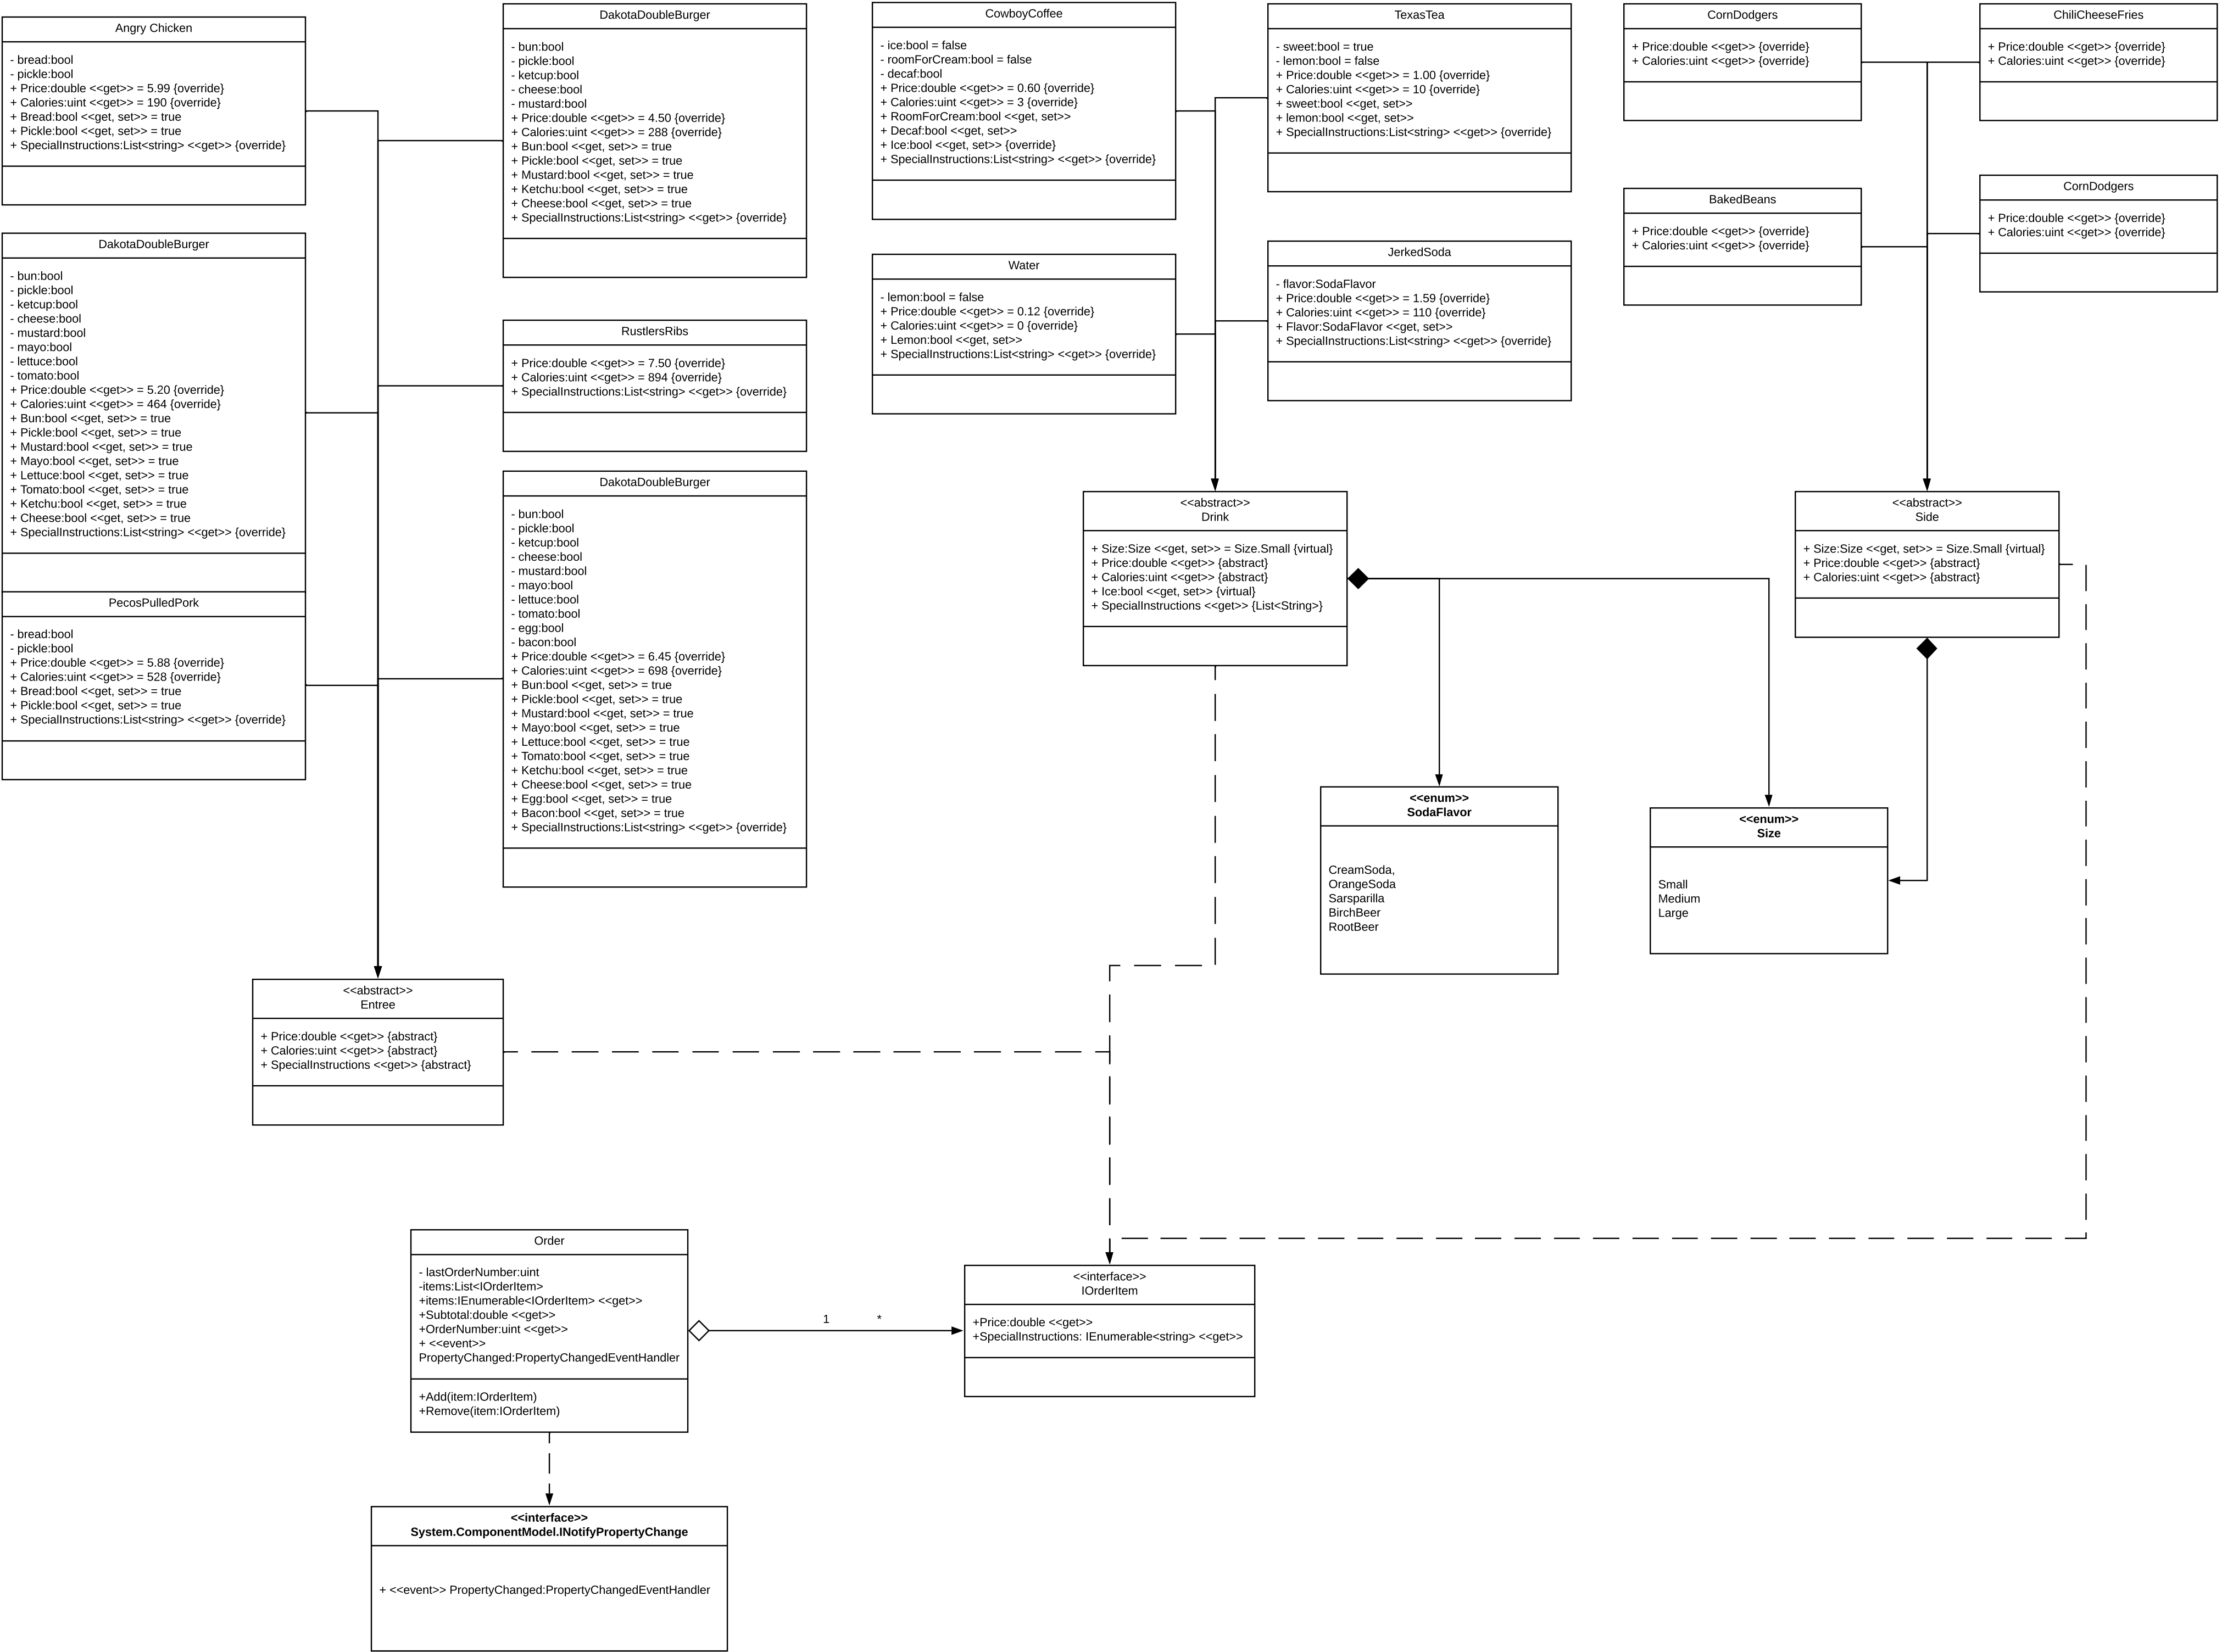 Angry Chicken
- bread:bool
- pickle:bool
+ Price:double <<get>> = 5.99 {override}
+ Calories:uint <<get>> = 190 {override}
+ Bread:bool <<get, set>> = true
+ Pickle:bool <<get, set>> = true
+ SpecialInstructions:List<string> <<get>> {override}
DakotaDoubleBurger
- bun:bool
- pickle:bool
- ketcup:bool
- cheese:bool
- mustard:bool
+ Price:double <<get>> = 4.50 {override}
+ Calories:uint <<get>> = 288 {override}
+ Bun:bool <<get, set>> = true
+ Pickle:bool <<get, set>> = true
+ Mustard:bool <<get, set>> = true
+ Ketchu:bool <<get, set>> = true
+ Cheese:bool <<get, set>> = true
+ SpecialInstructions:List<string> <<get>> {override}
CowboyCoffee
- ice:bool = false
- roomForCream:bool = false
- decaf:bool
+ Price:double <<get>> = 0.60 {override}
+ Calories:uint <<get>> = 3 {override}
+ RoomForCream:bool <<get, set>>
+ Decaf:bool <<get, set>>
+ Ice:bool <<get, set>> {override}
+ SpecialInstructions:List<string> <<get>> {override}
TexasTea
- sweet:bool = true
- lemon:bool = false
+ Price:double <<get>> = 1.00 {override}
+ Calories:uint <<get>> = 10 {override}
+ sweet:bool <<get, set>>
+ lemon:bool <<get, set>>
+ SpecialInstructions:List<string> <<get>> {override}
CornDodgers
+ Price:double <<get>> {override}
+ Calories:uint <<get>> {override}
ChiliCheeseFries
+ Price:double <<get>> {override}
+ Calories:uint <<get>> {override}
DakotaDoubleBurger
- bun:bool
- pickle:bool
- ketcup:bool
- cheese:bool
- mustard:bool
- mayo:bool
- lettuce:bool
- tomato:bool
+ Price:double <<get>> = 5.20 {override}
+ Calories:uint <<get>> = 464 {override}
+ Bun:bool <<get, set>> = true
+ Pickle:bool <<get, set>> = true
+ Mustard:bool <<get, set>> = true
+ Mayo:bool <<get, set>> = true
+ Lettuce:bool <<get, set>> = true
+ Tomato:bool <<get, set>> = true
+ Ketchu:bool <<get, set>> = true
+ Cheese:bool <<get, set>> = true
+ SpecialInstructions:List<string> <<get>> {override}
RustlersRibs
+ Price:double <<get>> = 7.50 {override}
+ Calories:uint <<get>> = 894 {override}
+ SpecialInstructions:List<string> <<get>> {override}
Water
- lemon:bool = false
+ Price:double <<get>> = 0.12 {override}
+ Calories:uint <<get>> = 0 {override}
+ Lemon:bool <<get, set>>
+ SpecialInstructions:List<string> <<get>> {override}
JerkedSoda
- flavor:SodaFlavor
+ Price:double <<get>> = 1.59 {override}
+ Calories:uint <<get>> = 110 {override}
+ Flavor:SodaFlavor <<get, set>>
+ SpecialInstructions:List<string> <<get>> {override}
BakedBeans
+ Price:double <<get>> {override}
+ Calories:uint <<get>> {override}
CornDodgers
+ Price:double <<get>> {override}
+ Calories:uint <<get>> {override}
PecosPulledPork
- bread:bool
- pickle:bool
+ Price:double <<get>> = 5.88 {override}
+ Calories:uint <<get>> = 528 {override}
+ Bread:bool <<get, set>> = true
+ Pickle:bool <<get, set>> = true
+ SpecialInstructions:List<string> <<get>> {override}
DakotaDoubleBurger
- bun:bool
- pickle:bool
- ketcup:bool
- cheese:bool
- mustard:bool
- mayo:bool
- lettuce:bool
- tomato:bool
- egg:bool
- bacon:bool
+ Price:double <<get>> = 6.45 {override}
+ Calories:uint <<get>> = 698 {override}
+ Bun:bool <<get, set>> = true
+ Pickle:bool <<get, set>> = true
+ Mustard:bool <<get, set>> = true
+ Mayo:bool <<get, set>> = true
+ Lettuce:bool <<get, set>> = true
+ Tomato:bool <<get, set>> = true
+ Ketchu:bool <<get, set>> = true
+ Cheese:bool <<get, set>> = true
+ Egg:bool <<get, set>> = true
+ Bacon:bool <<get, set>> = true
+ SpecialInstructions:List<string> <<get>> {override}
<<abstract>>
Drink
+ Size:Size <<get, set>> = Size.Small {virtual}
+ Price:double <<get>> {abstract}
+ Calories:uint <<get>> {abstract}
+ Ice:bool <<get, set>> {virtual}
+ SpecialInstructions <<get>> {List<String>}
<<abstract>>
Side
+ Size:Size <<get, set>> = Size.Small {virtual}
+ Price:double <<get>> {abstract}
+ Calories:uint <<get>> {abstract}
<<enum>>
SodaFlavor
CreamSoda,
OrangeSoda
Sarsparilla
BirchBeer
RootBeer
<<enum>>
Size
Small
Medium
Large
<<abstract>>
Entree
+ Price:double <<get>> {abstract}
+ Calories:uint <<get>> {abstract}
+ SpecialInstructions <<get>> {abstract}
Order
- lastOrderNumber:uint
-items:List<IOrderItem>
+items:IEnumerable<IOrderItem> <<get>>
+Subtotal:double <<get>>
+OrderNumber:uint <<get>>
+ <<event>>
PropertyChanged:PropertyChangedEventHandler
+Add(item:IOrderItem)
+Remove(item:IOrderItem)
1 *
<<interface>>
IOrderItem
+Price:double <<get>>
+SpecialInstructions: IEnumerable<string> <<get>>
<<interface>>
System.ComponentModel.INotifyPropertyChange
+ <<event>> PropertyChanged:PropertyChangedEventHandler